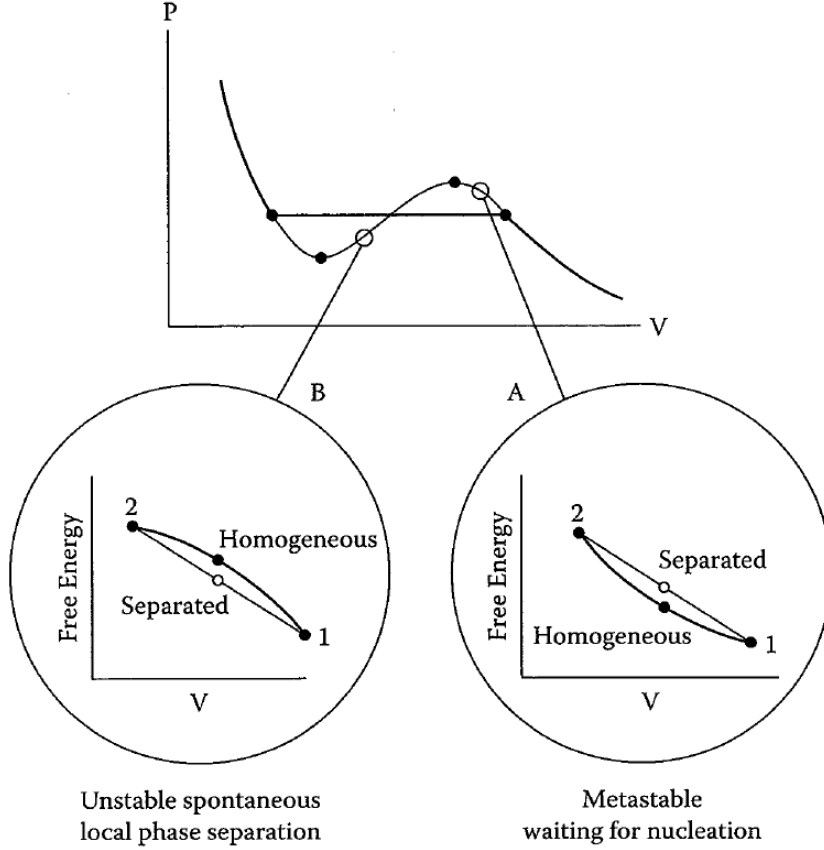 P
V
B
A
2
Homogeneous
Separated
1
Free Energy
V
2
Separated
Homogeneous
1
Free Energy
V
Unstable spontaneous
local phase separation
Metastable
waiting for nucleation